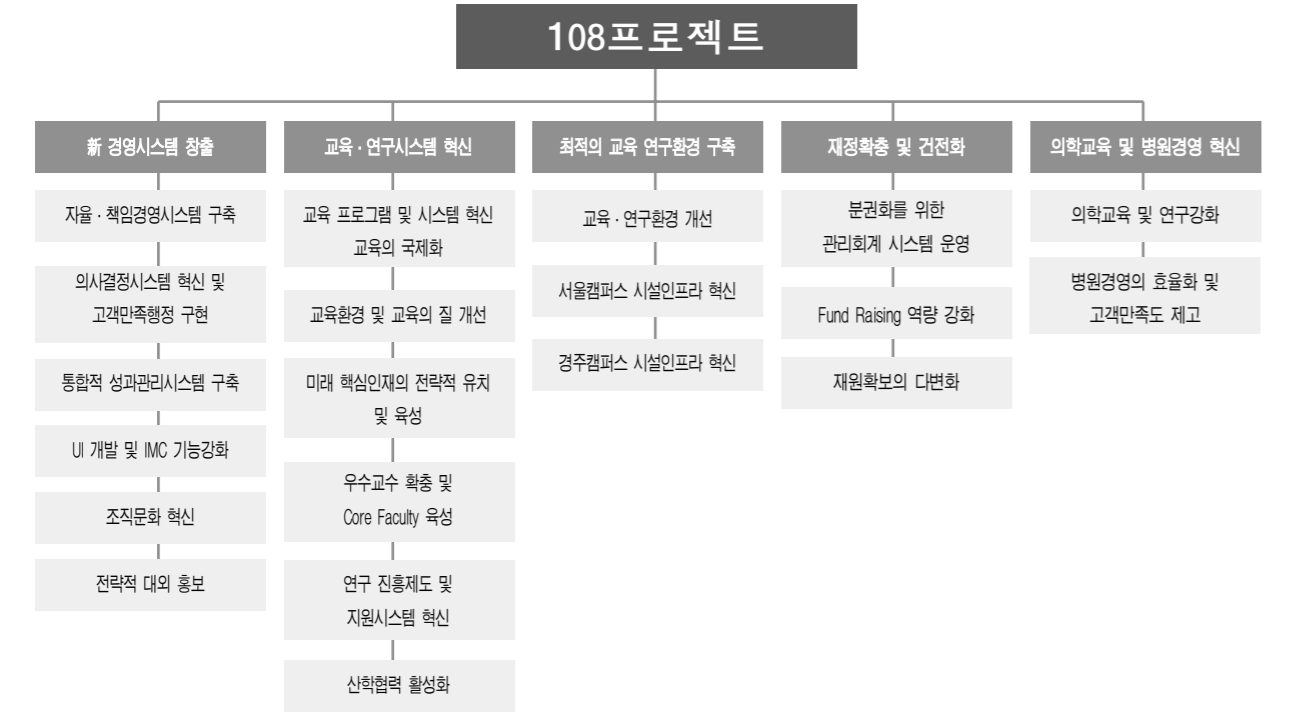 108프로젝트
新 경영시스템 창출
자율·책임경영시스템 구축
의사결정시스템 혁신 및
고객만족행정 구현
통합적 성과관리시스템 구축
UI 개발 및 IMC 기능강화
조직문화 혁신
전략적 대외 홍보
교육·연구시스템 혁신
교육 프로그램 및 시스템 혁신
교육의 국제화
교육환경 및 교육의 질 개선
미래 핵심인재의 전략적 유치
및 육성
우수교수 확충 및
Core Faculty 육성
연구 진흥제도 및
지원시스템 혁신
산학협력 활성화
최적의 교육 연구환경 구축
교육·연구환경 개선
서울캠퍼스 시설인프라 혁신
경주캠퍼스 시설인프라 혁신
재정확충 및 건전화
분권화를 위한
관리회계 시스템 운영
Fund Raising 역량 강화
재원확보의 다변화
의학교육 및 병원경영 혁신
의학교육 및 연구강화
병원경영의 효율화 및
고객만족도 제고